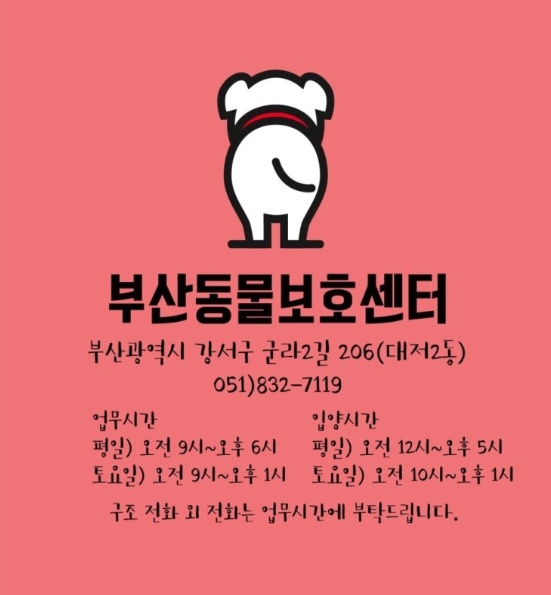 부산동물보호센터
부산광역시 강서구 군라2길 206(대저2동)
051)832-7119
업무시간
평일) 오전 9시~오후 6시
토요일) 오전 9시~오후 1시
입양시간
평일) 오전 12시~오후 5시
토요일) 오전 10시~오후 1시
구조 전화 외 전화는 업무시간에 부탁드립니다.